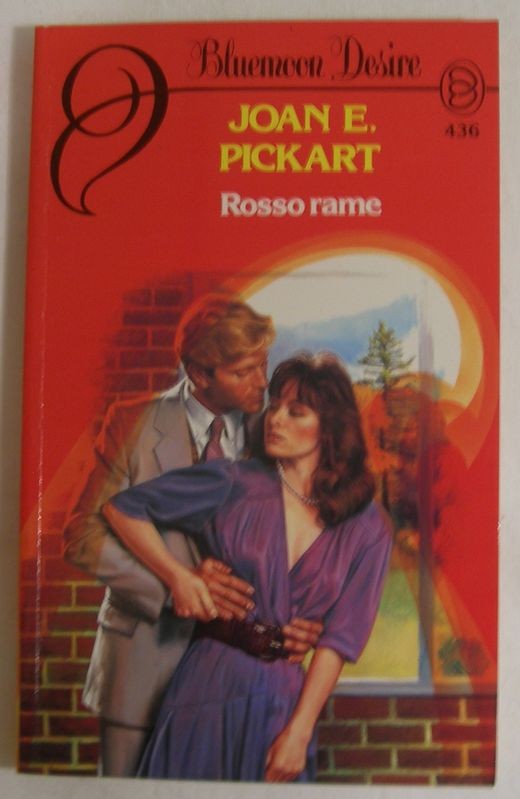 Bluemoon Desire
436
JOAN E.
PICKART
Rosso rame